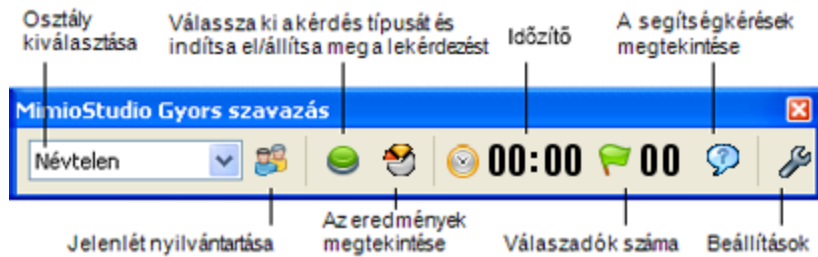 Osztály
kiválasztása
Válassza ki a kérdés típusát és
indítsa el/állítsa meg a lekérdezést
Időzítő
A segítségkérések
megtekintése
MimioStudio Gyors szavazás
Névtelen
00:00
00
Jelenlét nyilvántartása
Az eredmények
megtekintése
Válaszadók száma
Beállítások